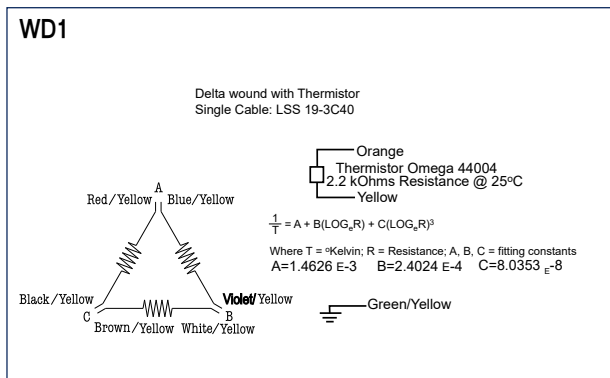 WD1
Delta wound with Thermistor
Single Cable: LSS 19-3C40
Orange
Thermistor Omega 44004
2.2 kOhms Resistance @ 25°C
Yellow
A
Red/Yellow Blue/Yellow
1/T = A + B(LOGₑR) + C(LOGₑR)³
Where T = ºKelvin; R = Resistance; A, B, C = fitting constants
A=1.4626 E-3 B=2.4024 E-4 C=8.0353 E-8
Black/Yellow Violet/Yellow
C B
Brown/Yellow White/Yellow
Green/Yellow